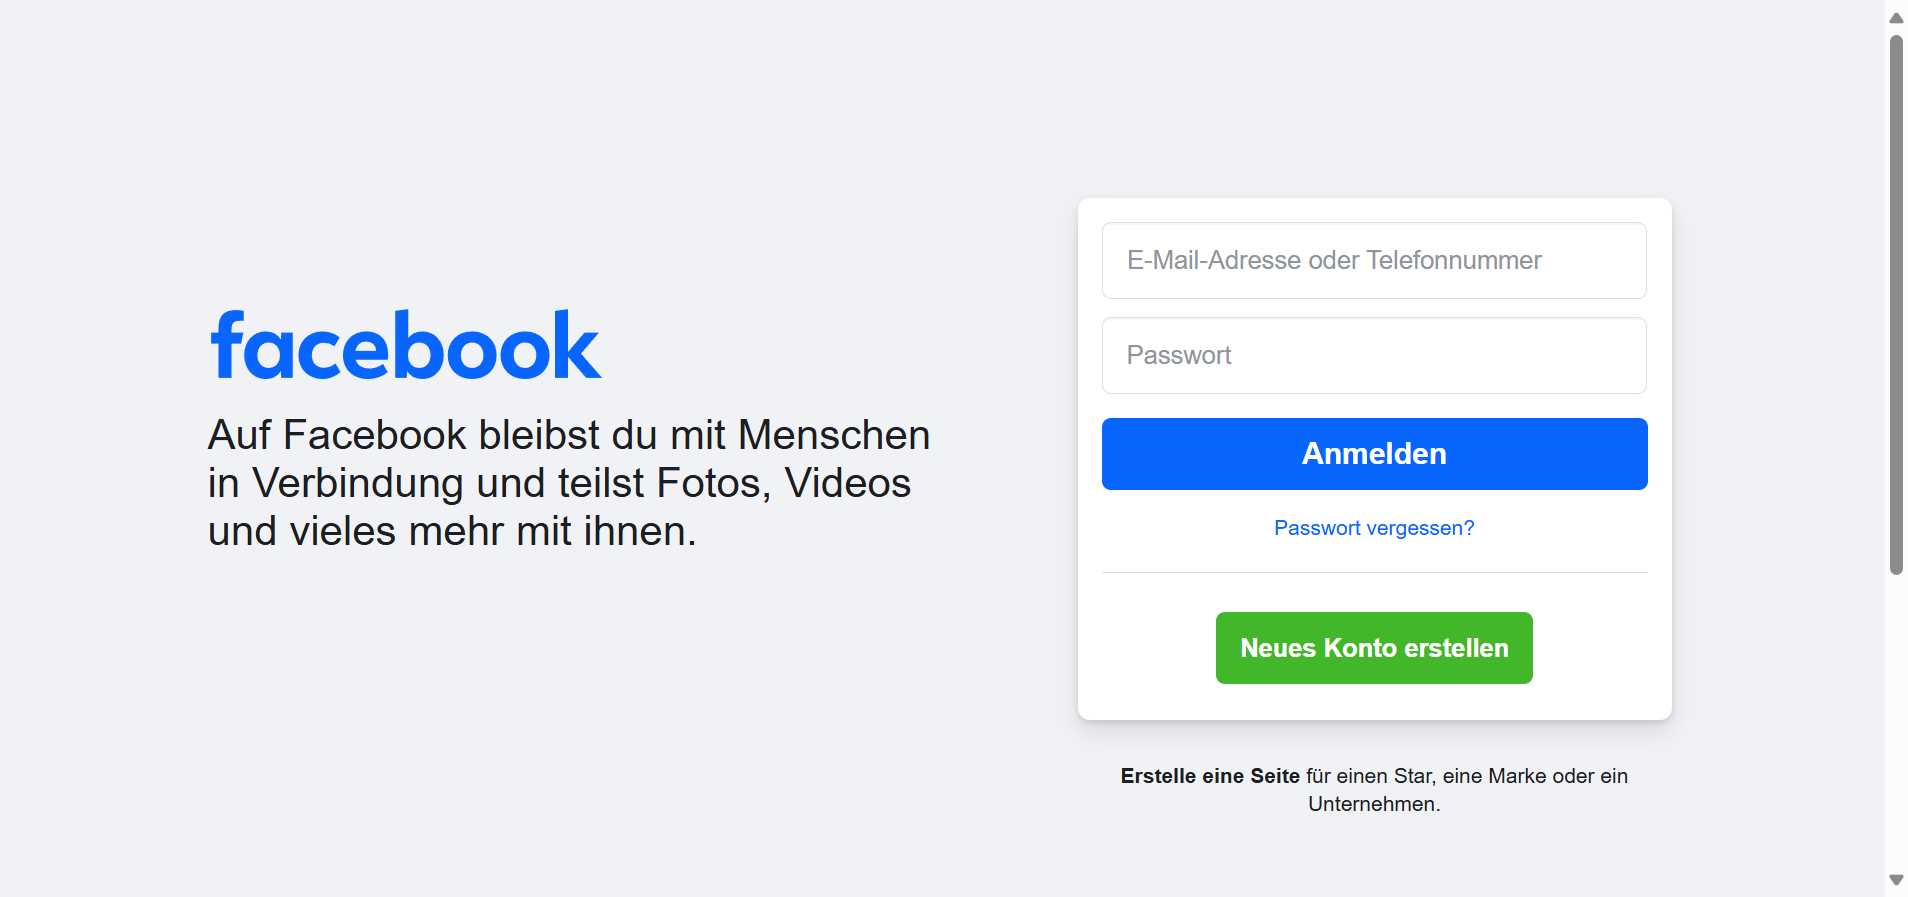 facebook
Auf Facebook bleibst du mit Menschen
in Verbindung und teilst Fotos, Videos
und vieles mehr mit ihnen.
E-Mail-Adresse oder Telefonnummer
Passwort
Anmelden
Passwort vergessen?
Neues Konto erstellen
Erstelle eine Seite für einen Star, eine Marke oder ein
Unternehmen.